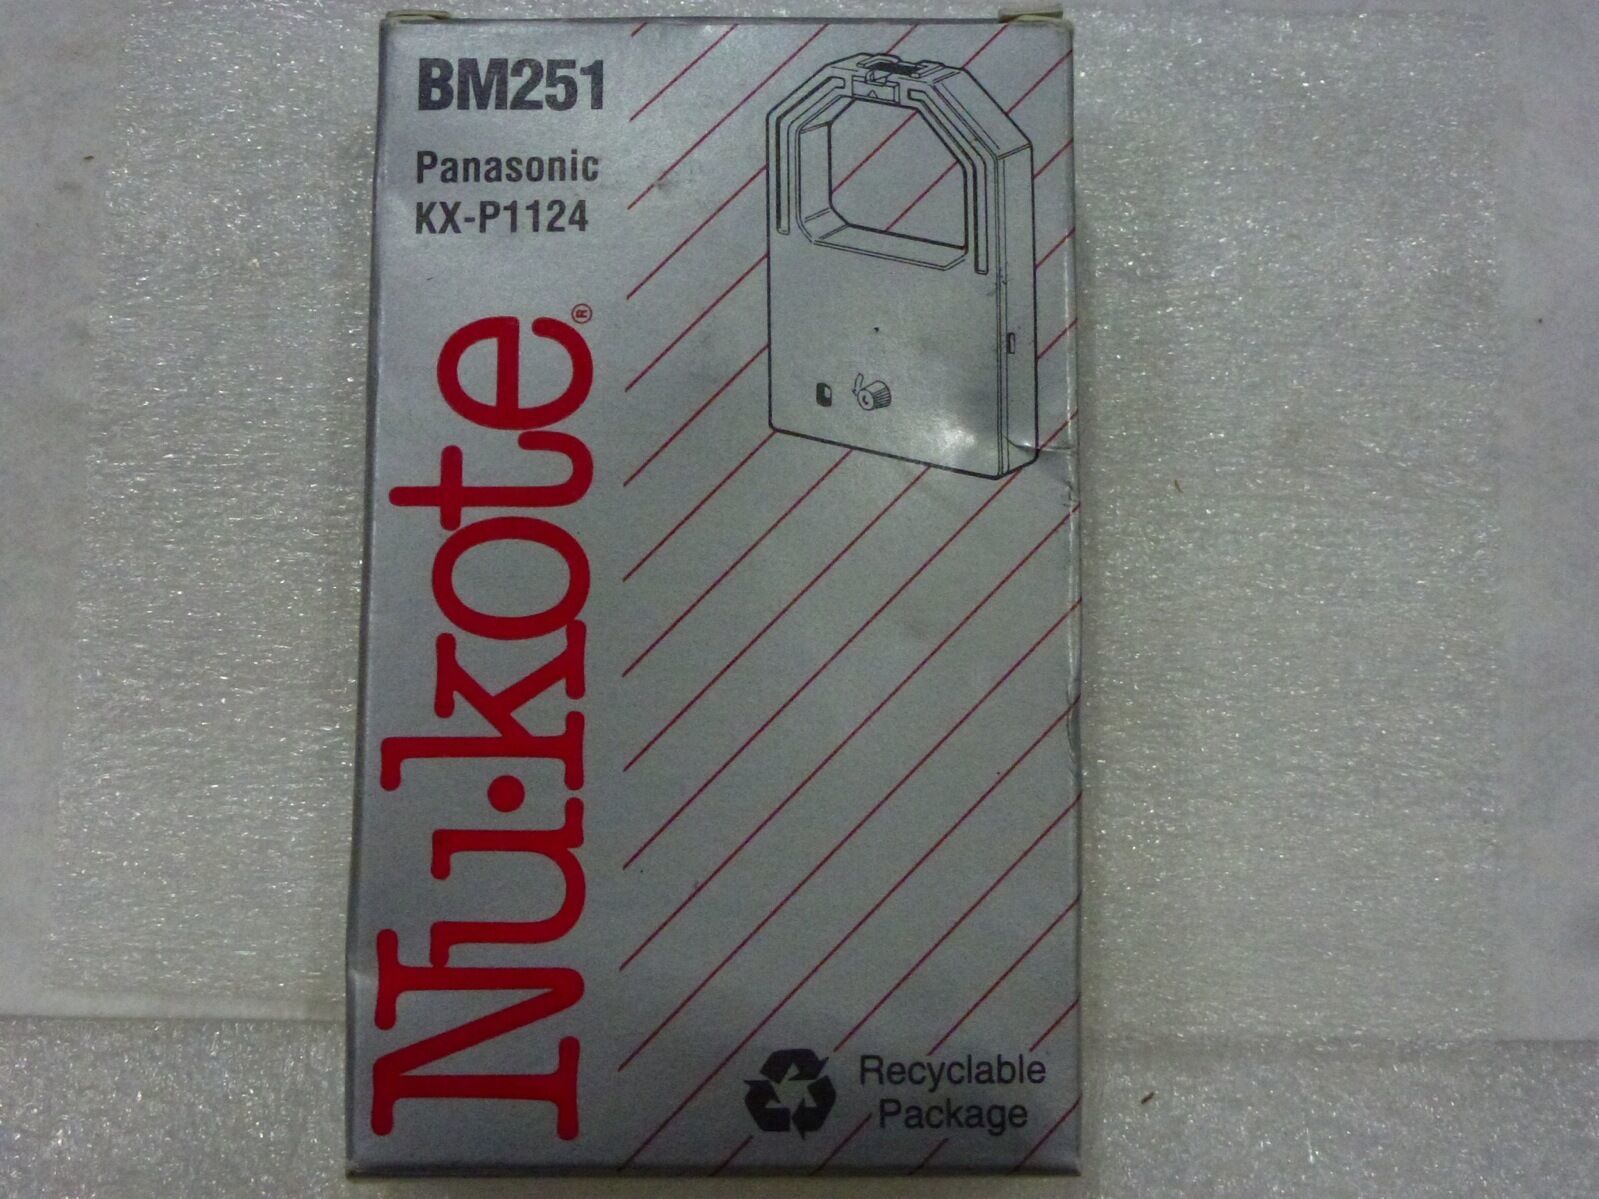 BM251
Panasonic
KX-P1124
Nu·kote®
Recyclable
Package